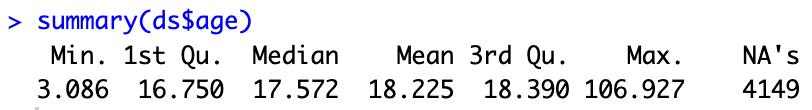 > summary(ds$age)
Min. 1st Qu. Median Mean 3rd Qu. Max. NA's
3.086 16.750 17.572 18.225 18.390 106.927 4149